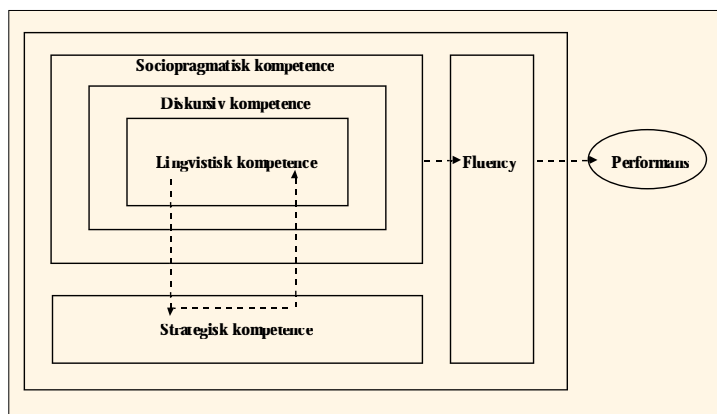 Sociopragmatisk kompetence
Diskursiv kompetence
Lingvistisk kompetence
Fluency
Performans
Strategisk kompetence